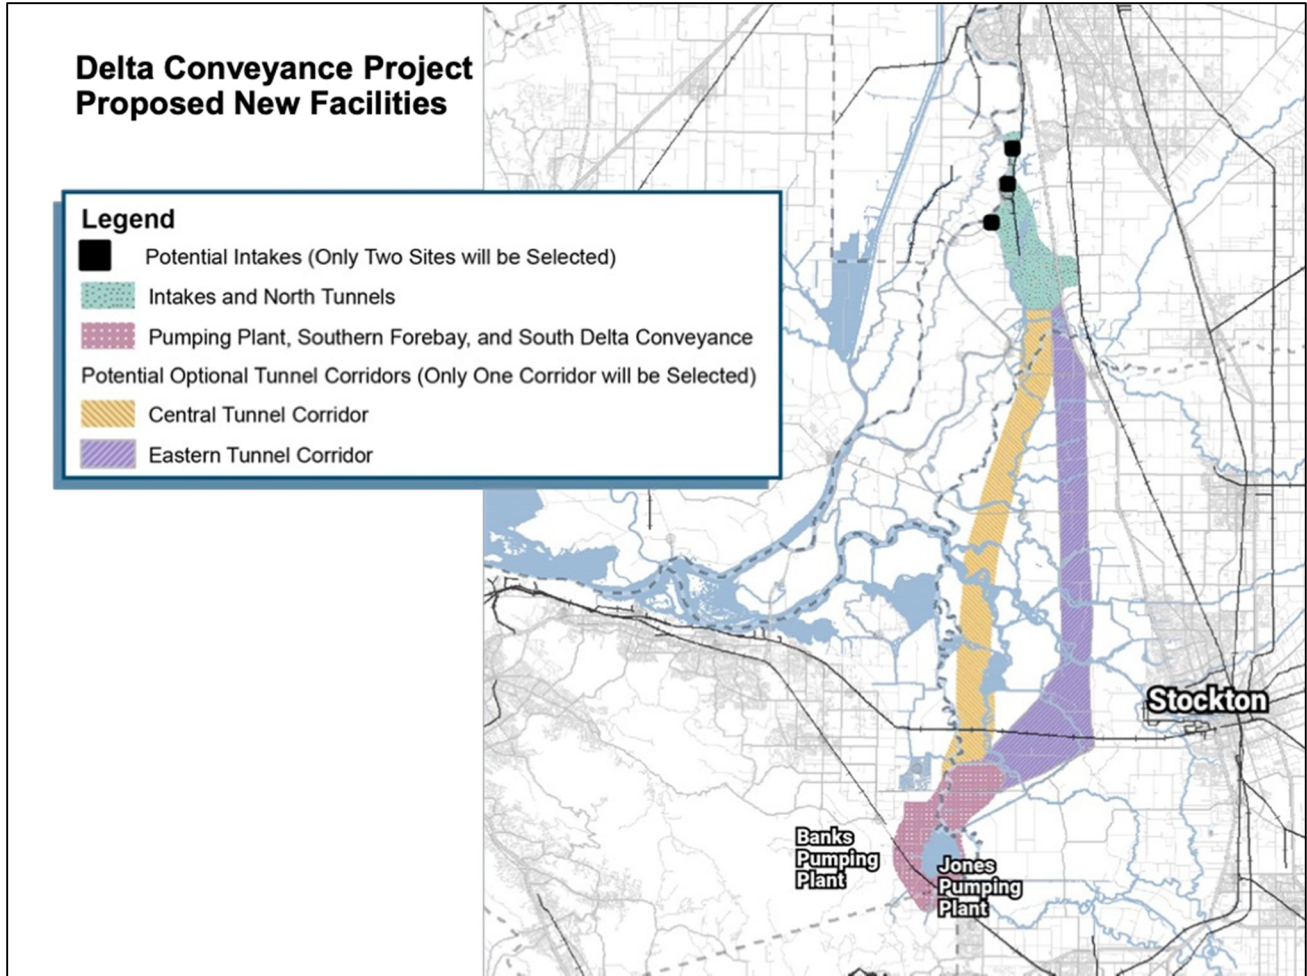 Delta Conveyance Project
Proposed New Facilities
Legend
Potential Intakes (Only Two Sites will be Selected)
Intakes and North Tunnels
Pumping Plant, Southern Forebay, and South Delta Conveyance
Potential Optional Tunnel Corridors (Only One Corridor will be Selected)
Central Tunnel Corridor
Eastern Tunnel Corridor
Stockton
Banks
Pumping
Plant
Jones
Pumping
Plant